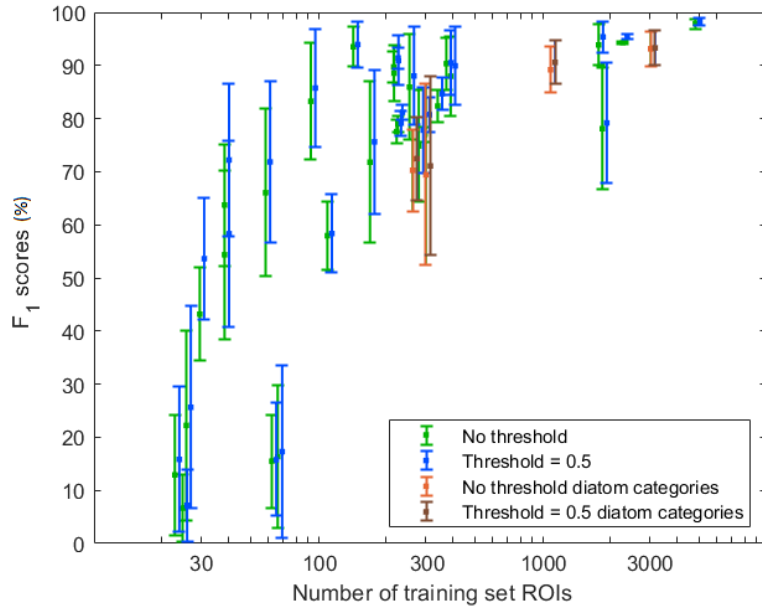 100
90
80
70
60
50
40
30
20
10
0
F1 scores (%)
30 100 300 1000 3000
Number of training set ROIs
No threshold
Threshold = 0.5
No threshold diatom categories
Threshold = 0.5 diatom categories